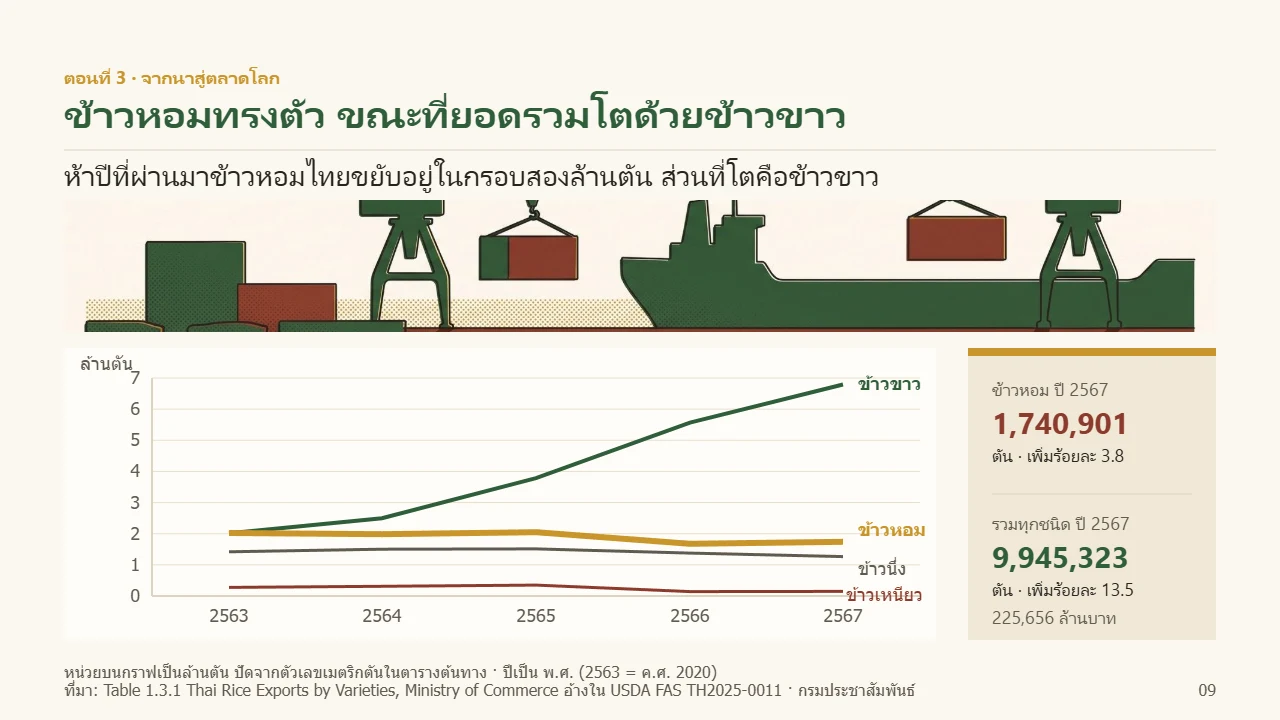 ตอนที่ 3 · จากนาสู่ตลาดโลก
ข้าวหอมทรงตัว ขณะที่ยอดรวมโตด้วยข้าวขาว
ห้าปีที่ผ่านมาข้าวหอมไทยขยับอยู่ในกรอบสองล้านตัน ส่วนที่โตคือข้าวขาว
ล้านตัน
7
6
5
4
3
2
1
0
2563
2564
2565
2566
2567
ข้าวขาว
ข้าวหอม
ข้าวนึ่ง
ข้าวเหนียว
ข้าวหอม ปี 2567
1,740,901
ตัน · เพิ่มร้อยละ 3.8
รวมทุกชนิด ปี 2567
9,945,323
ตัน · เพิ่มร้อยละ 13.5
225,656 ล้านบาท
หน่วยบนกราฟเป็นล้านตัน ปัดจากตัวเลขเมตริกตันในตารางต้นทาง · ปีเป็น พ.ศ. (2563 = ค.ศ. 2020)
ที่มา: Table 1.3.1 Thai Rice Exports by Varieties, Ministry of Commerce อ้างใน USDA FAS TH2025-0011 · กรมประชาสัมพันธ์
09